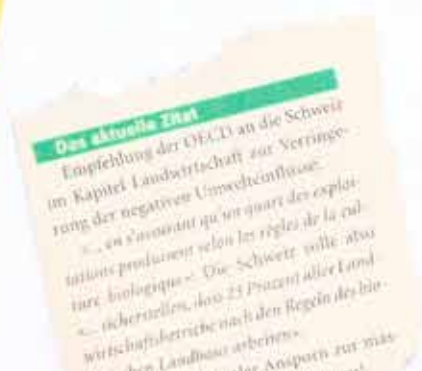 Das aktuelle Zitat
Empfehlung der OECD an die Schweiz
im Kapitel Landwirtschaft zur Verringe-
rung der negativen Umwelteinflüsse:
«... en s'assurant qu'un quart des exploi-
tations produisent selon les règles de la cul-
ture biologique.» Die Schweiz solle also
«... sicherstellen, dass 25 Prozent aller Land-
wirtschaftsbetriebe nach den Regeln des bio-
schen Landbaus arbeiten».
Ansporn zur